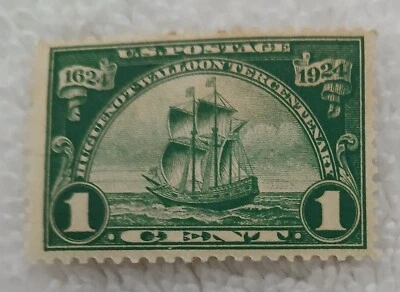 U.S. POSTAGE
1624 1924
HUGUENOT WALLOON TERCENTENARY
1 1
CENT